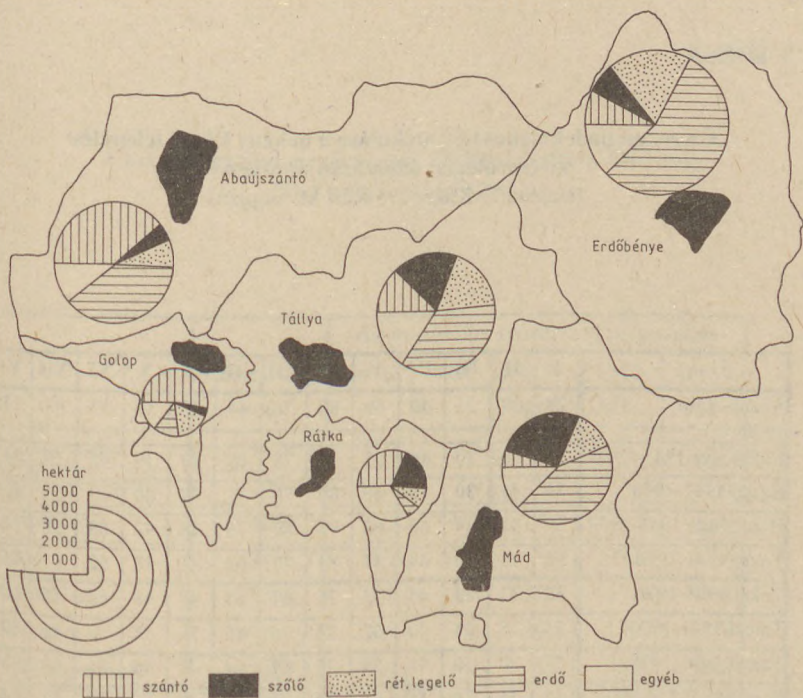 Abaújszántó
Erdőbénye
Tállya
Golop
Rátka
Mád
hektár
5000
4000
3000
2000
1000
szántó szőlő rét, legelő erdő egyéb